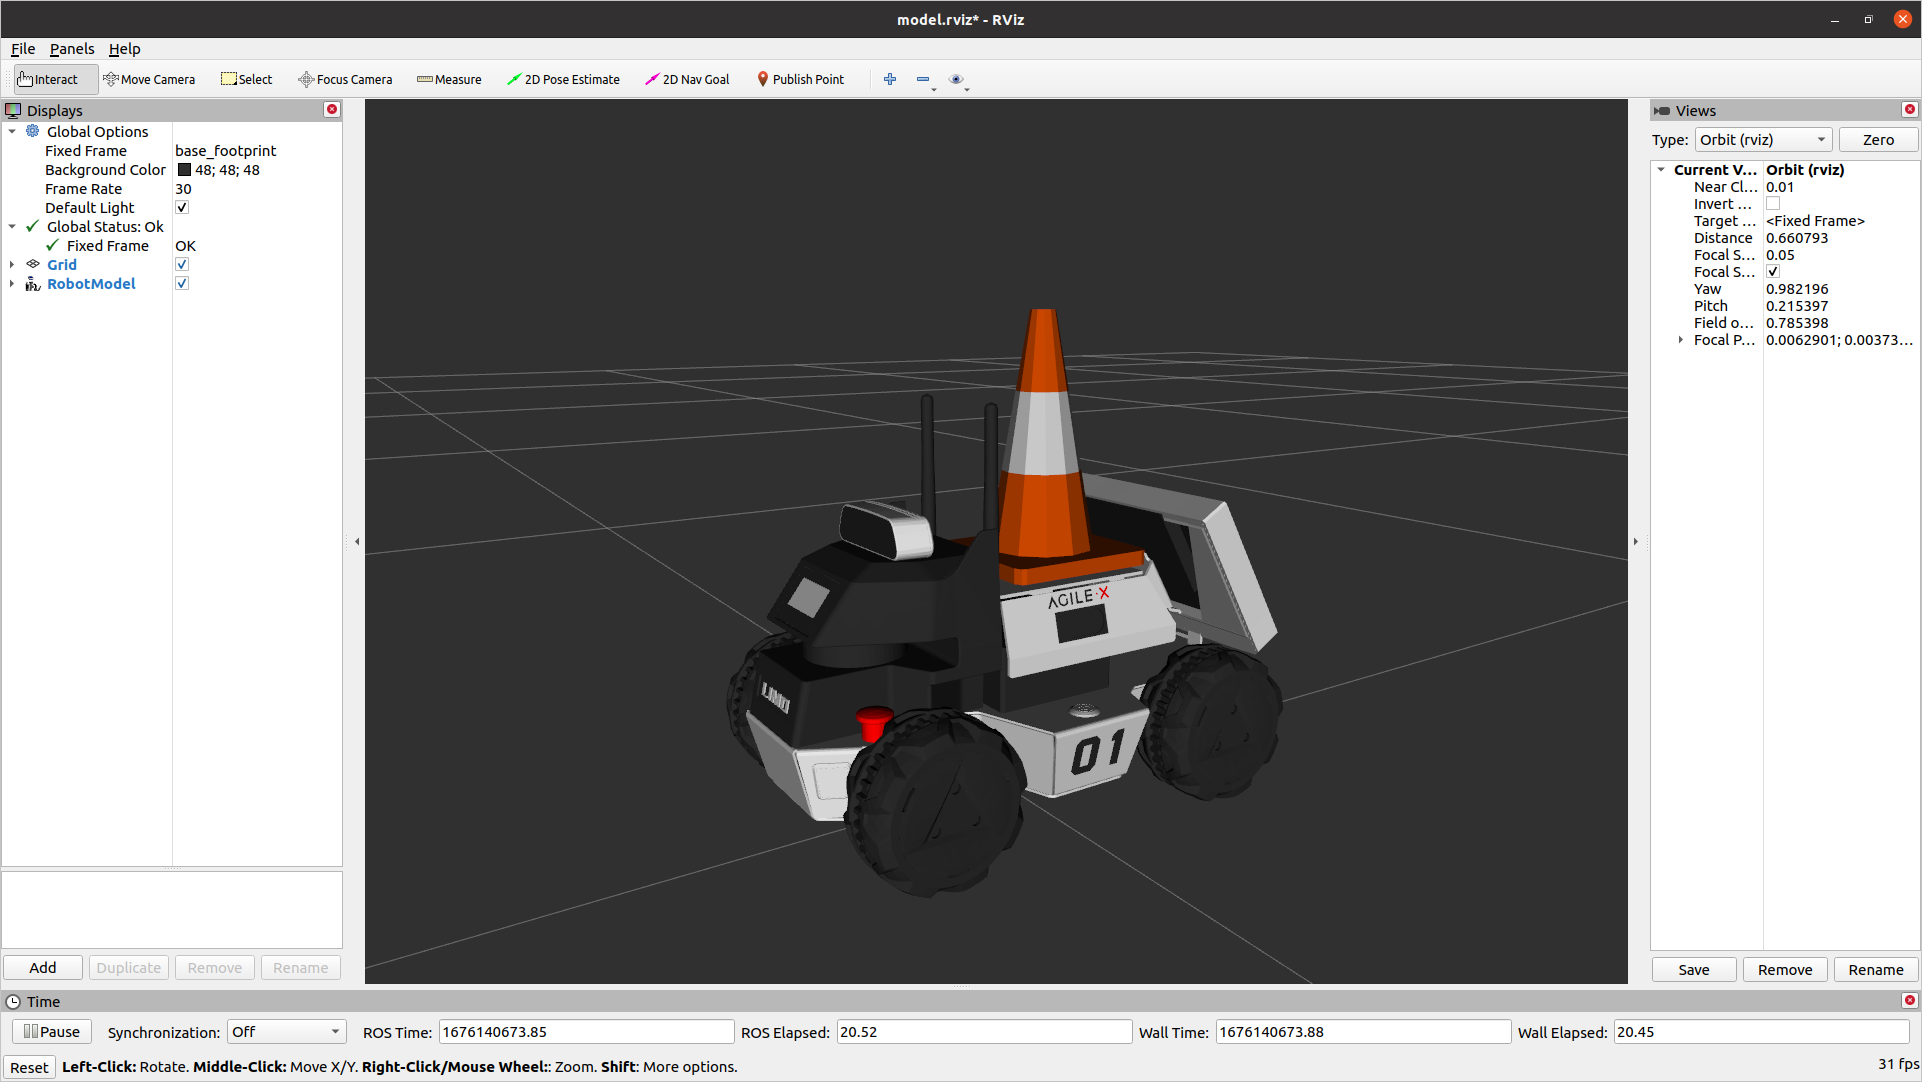 model.rviz* - RViz
File Panels Help
Interact Move Camera Select Focus Camera Measure 2D Pose Estimate 2D Nav Goal Publish Point
Displays
Global Options
Fixed Frame base_footprint
Background Color 48; 48; 48
Frame Rate 30
Default Light
Global Status: Ok
Fixed Frame OK
Grid
RobotModel
Add Duplicate Remove Rename
AGILE·X
LIMO
01
Views
Type: Orbit (rviz) Zero
Current V... Orbit (rviz)
Near Cl... 0.01
Invert ...
Target ... <Fixed Frame>
Distance 0.660793
Focal S... 0.05
Focal S...
Yaw 0.982196
Pitch 0.215397
Field o... 0.785398
Focal P... 0.0062901; 0.00373...
Save Remove Rename
Time
Pause Synchronization: Off ROS Time: 1676140673.85 ROS Elapsed: 20.52 Wall Time: 1676140673.88 Wall Elapsed: 20.45
Reset Left-Click: Rotate. Middle-Click: Move X/Y. Right-Click/Mouse Wheel:: Zoom. Shift: More options. 31 fps